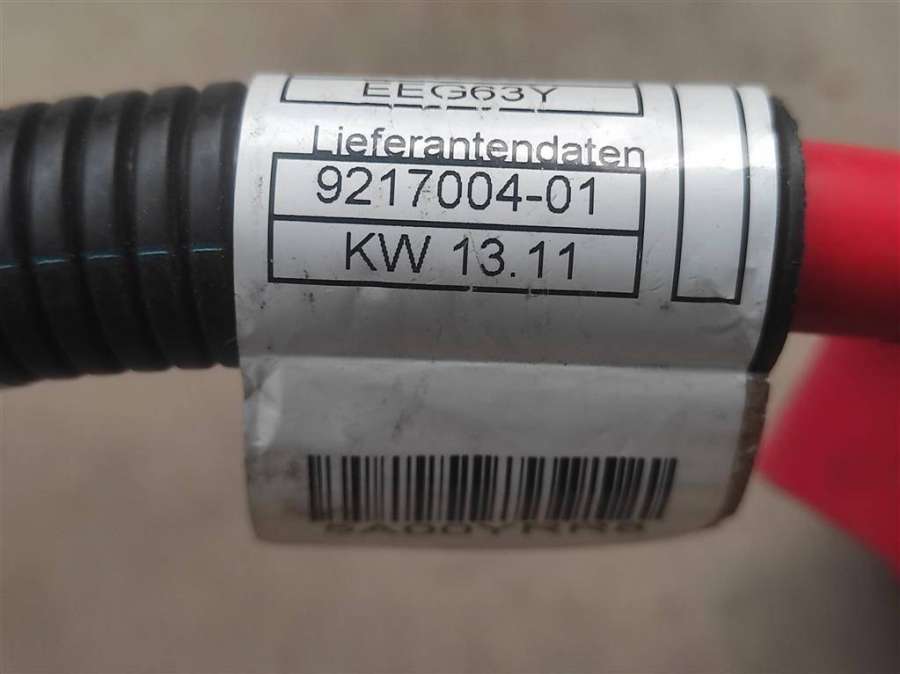 EEG63Y
Lieferantendaten
9217004-01
KW 13.11